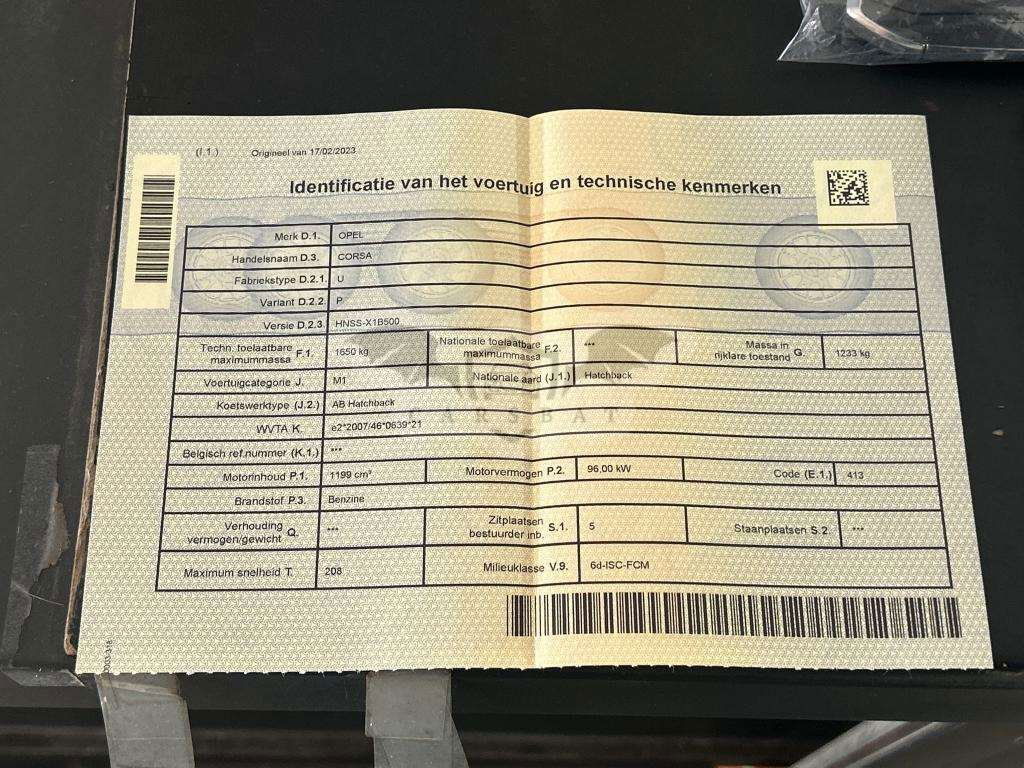 (I.1.) Origineel van 17/02/2023
Identificatie van het voertuig en technische kenmerken
Merk D.1. OPEL
Handelsnaam D.3. CORSA
Fabriekstype D.2.1. U
Variant D.2.2. P
Versie D.2.3. HNSS-X1B500
Techn. toelaatbare maximummassa F.1. 1650 kg Nationale toelaatbare maximummassa F.2. *** Massa in rijklare toestand G. 1233 kg
Voertuigcategorie J. M1 Nationale aard (J.1.) Hatchback
Koetswerktype (J.2.) AB Hatchback
CARSBAT
WVTA K. e2*2007/46*0639*21
Belgisch ref.nummer (K.1.) ***
Motorinhoud P.1. 1199 cm³ Motorvermogen P.2. 96,00 kW Code (E.1.) 413
Brandstof P.3. Benzine
Verhouding vermogen/gewicht Q. *** Zitplaatsen bestuurder inb. S.1. 5 Staanplaatsen S.2. ***
Maximum snelheid T. 208 Milieuklasse V.9. 6d-ISC-FCM